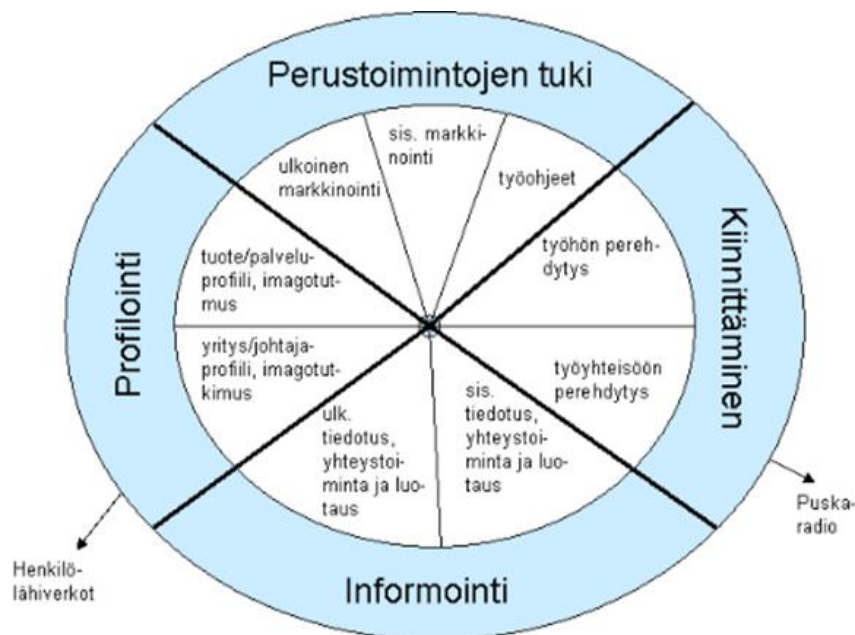 Perustoimintojen tuki
ulkoinen
markkinointi
sis. markki-
nointi
työohjeet
työhön pereh-
dytys
työyhteisöön
perehdytys
sis.
tiedotus,
yhteystoi-
minta ja luo-
taus
ulk.
tiedotus,
yhteystoi-
minta ja luo-
taus
yritys/johtaja-
profiili, imagotut-
kimus
tuote/palvelu-
profiili, imagotut-
mus
Kiinnittäminen
Informointi
Profilointi
Puska-
radio
Henkilö-
lähiverkot